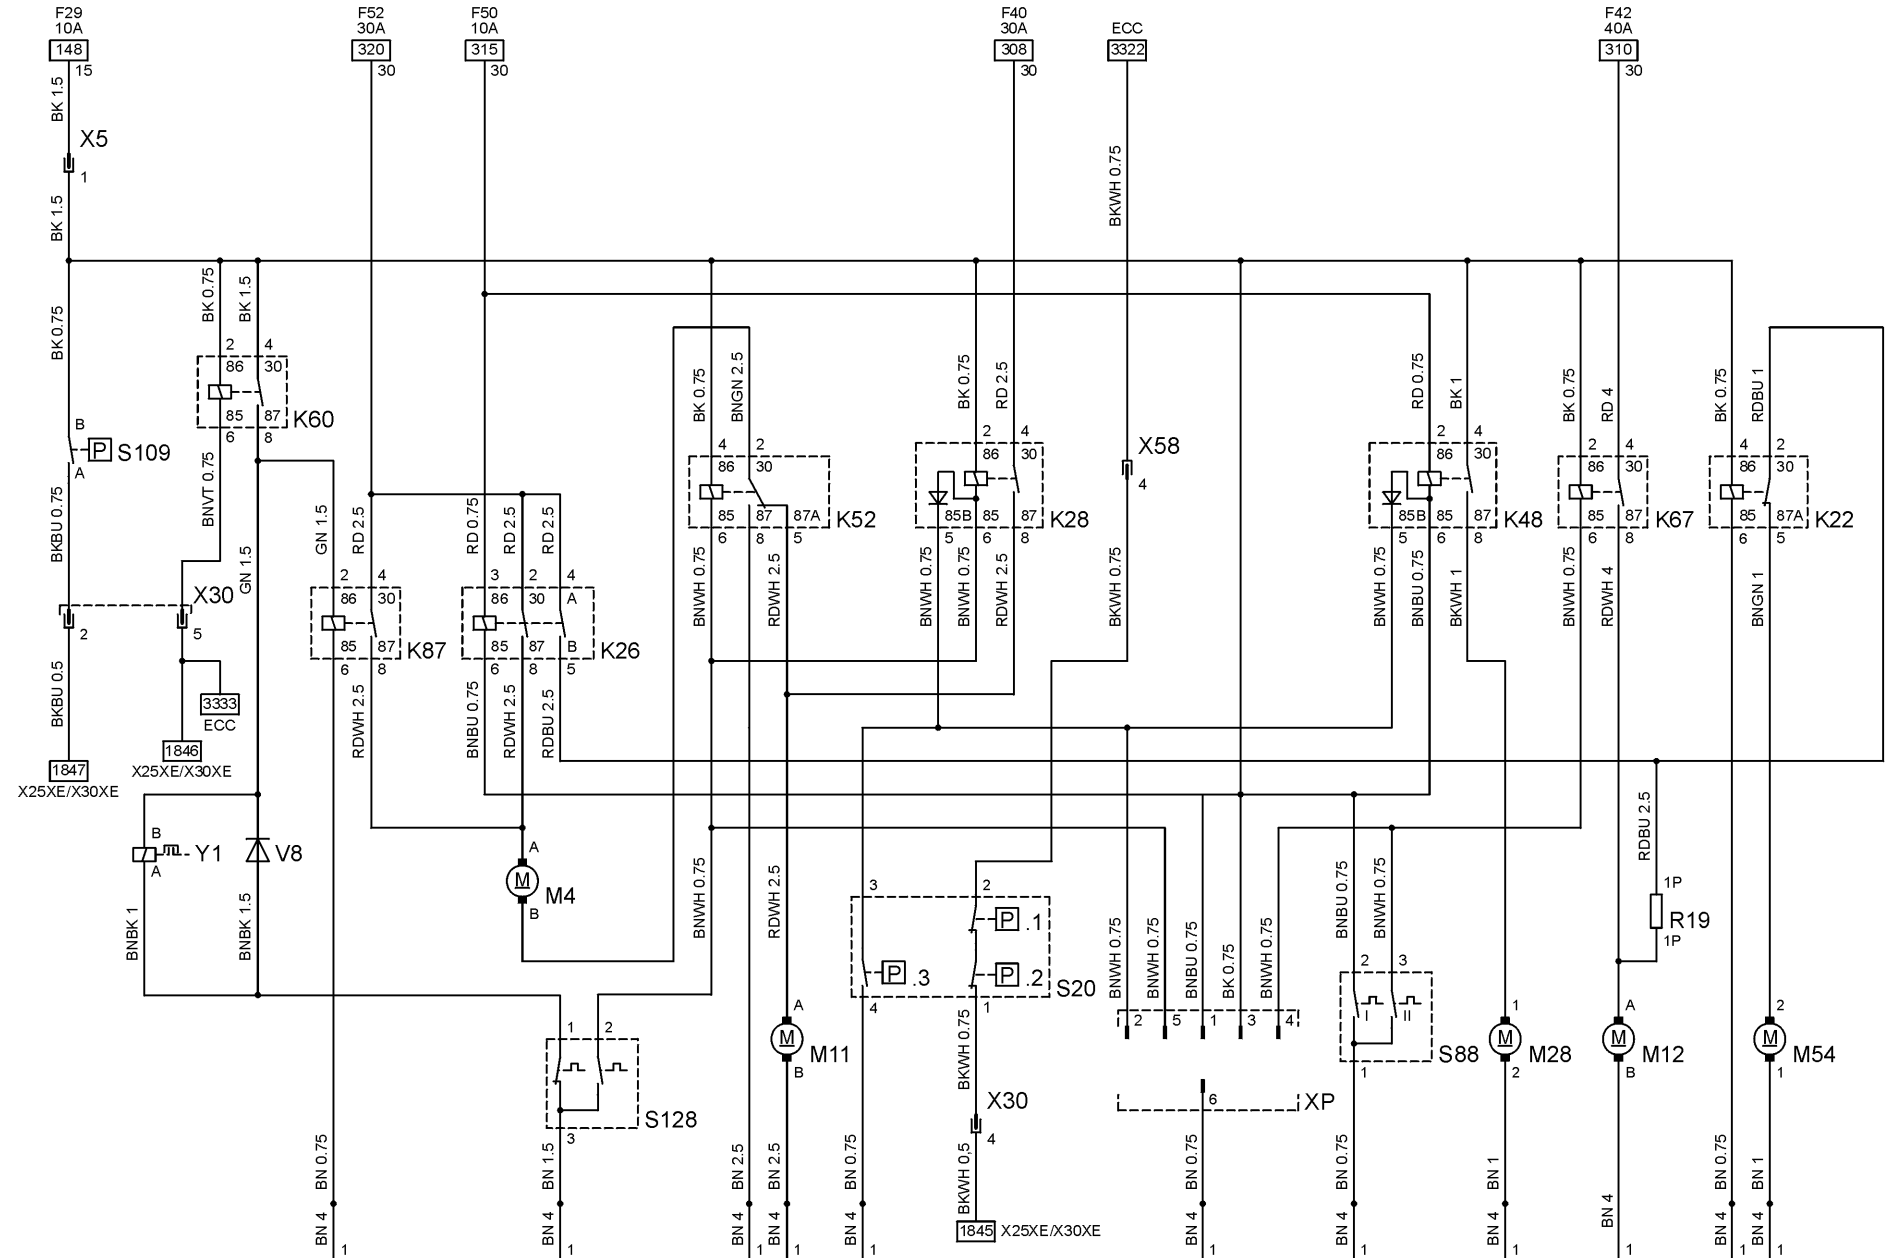 F29
10A
148
15
F52
30A
320
30
F50
10A
315
30
F40
30A
308
30
ECC
3322
F42
40A
310
30
BK 1.5
X5
1
BK 1.5
BKWH 0.75
BK 0.75
BK 0.75
BK 1.5
2
4
86
30
85
87
K60
6
8
B
P
S109
A
BKBU 0.75
BNVT 0.75
GN 1.5
X30
2
5
BKBU 0.5
3333
ECC
1846
X25XE/X30XE
1847
X25XE/X30XE
GN 1.5
RD 2.5
2
4
86
30
85
87
K87
6
8
RDWH 2.5
RD 0.75
RD 2.5
RD 2.5
3
2
4
86
30
A
85
87
B
K26
6
8
5
BNBU 0.75
RDWH 2.5
RDBU 2.5
BK 0.75
BNGN 2.5
4
2
86
30
85
87
87A
K52
6
8
5
BNWH 0.75
RDWH 2.5
BK 0.75
RD 2.5
2
4
86
30
85B
85
87
K28
5
6
8
BNWH 0.75
BNWH 0.75
RDWH 2.5
X58
4
BKWH 0.75
RD 0.75
BK 1
2
4
86
30
85B
85
87
K48
5
6
8
BNWH 0.75
BNBU 0.75
BKWH 1
BK 0.75
RD 4
2
4
86
30
85
87
K67
6
8
BNWH 0.75
RDWH 4
BK 0.75
RDBU 1
4
2
86
30
85
87A
K22
6
5
BNGN 1
B
Y1
A
V8
BNBK 1
BNBK 1.5
A
M
M4
B
BNWH 0.75
RDWH 2.5
3
2
P
.1
P
.3
P
.2
S20
4
1
BNWH 0.75
BNWH 0.75
BNBU 0.75
BK 0.75
BNWH 0.75
2
5
1
3
4
6
XP
BNBU 0.75
BNWH 0.75
2
3
I
II
S88
1
RDBU 2.5
1P
R19
1P
1
2
S128
3
A
M
M11
B
BKWH 0.75
X30
4
BKWH 0,5
1845
X25XE/X30XE
1
M
M28
2
A
M
M12
B
2
M
M54
1
BN 0.75
BN 1.5
BN 2.5
BN 2.5
BN 0.75
BN 0.75
BN 0.75
BN 1
BN 4
BN 0.75
BN 1
BN 4
BN 4
BN 4
BN 4
BN 4
BN 4
BN 4
BN 4
BN 4
BN 4
1
1
1
1
1
1
1
1
1
1
1